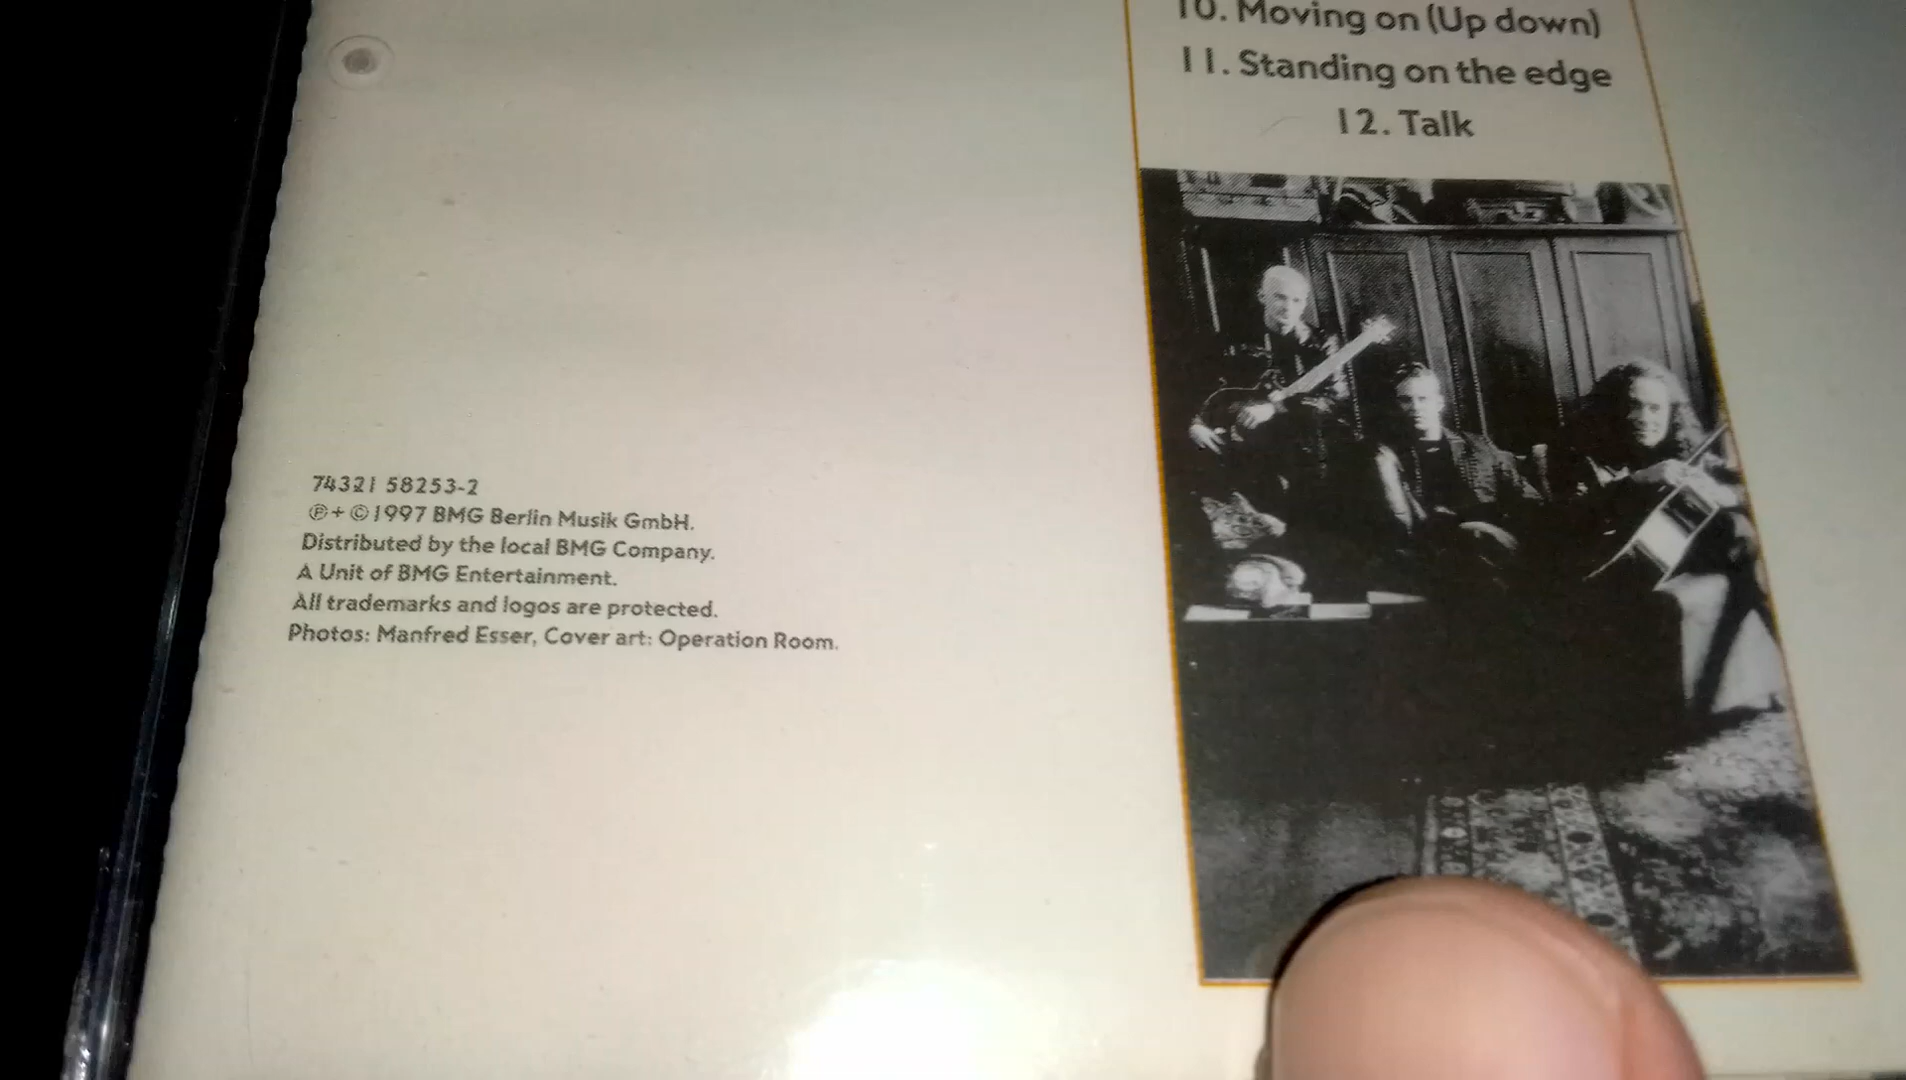 10. Moving on (Up down)
11. Standing on the edge
12. Talk
74321 58253-2
℗+ ©1997 BMG Berlin Musik GmbH.
Distributed by the local BMG Company.
A Unit of BMG Entertainment.
All trademarks and logos are protected.
Photos: Manfred Esser, Cover art: Operation Room.